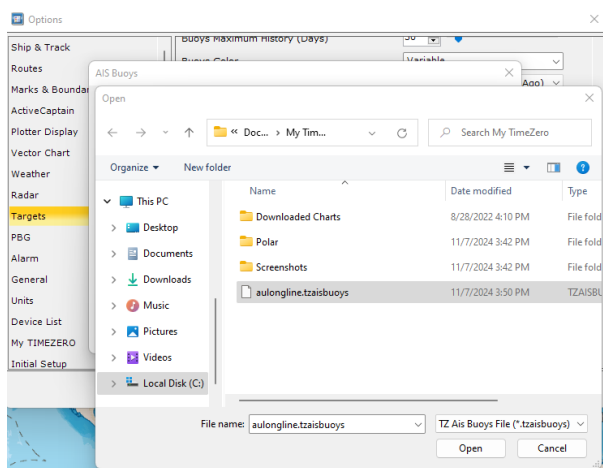 Options
Ship & Track
Routes
Marks & Boundar
ActiveCaptain
Plotter Display
Vector Chart
Weather
Radar
Targets
PBG
Alarm
General
Units
Device List
My TIMEZERO
Initial Setup
Buoys Maximum History (Days)
30
Buoys Color
Variable
Ago)
AIS Buoys
Open
« Doc... > My Tim...
Search My TimeZero
Organize
New folder
This PC
Desktop
Documents
Downloads
Music
Pictures
Videos
Local Disk (C:)
Name Date modified Type
Downloaded Charts 8/28/2022 4:10 PM File fold
Polar 11/7/2024 3:42 PM File fold
Screenshots 11/7/2024 3:42 PM File fold
aulongline.tzaisbuoys 11/7/2024 3:50 PM TZAISBU
File name: aulongline.tzaisbuoys TZ Ais Buoys File (*.tzaisbuoys)
Open Cancel